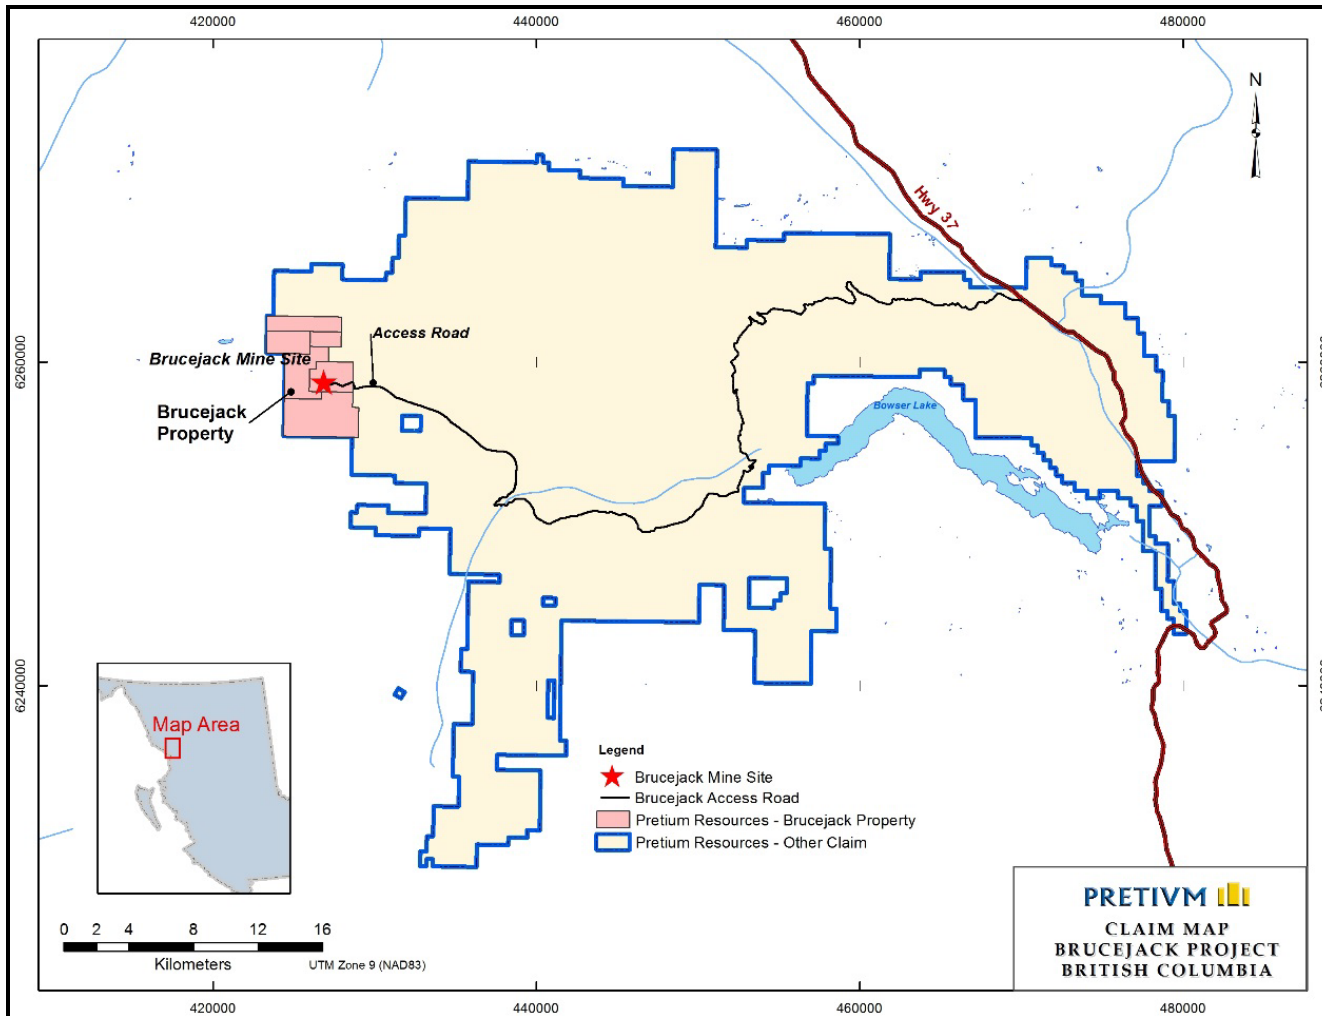 420000 440000 460000 480000
N
Hwy 37
6260000
Access Road
Brucejack Mine Site
Brucejack
Property
Bowser Lake
6240000
Map Area
Legend
Brucejack Mine Site
Brucejack Access Road
Pretium Resources - Brucejack Property
Pretium Resources - Other Claim
0 2 4 8 12 16
Kilometers
UTM Zone 9 (NAD83)
PRETIVM
CLAIM MAP
BRUCEJACK PROJECT
BRITISH COLUMBIA
420000 440000 460000 480000